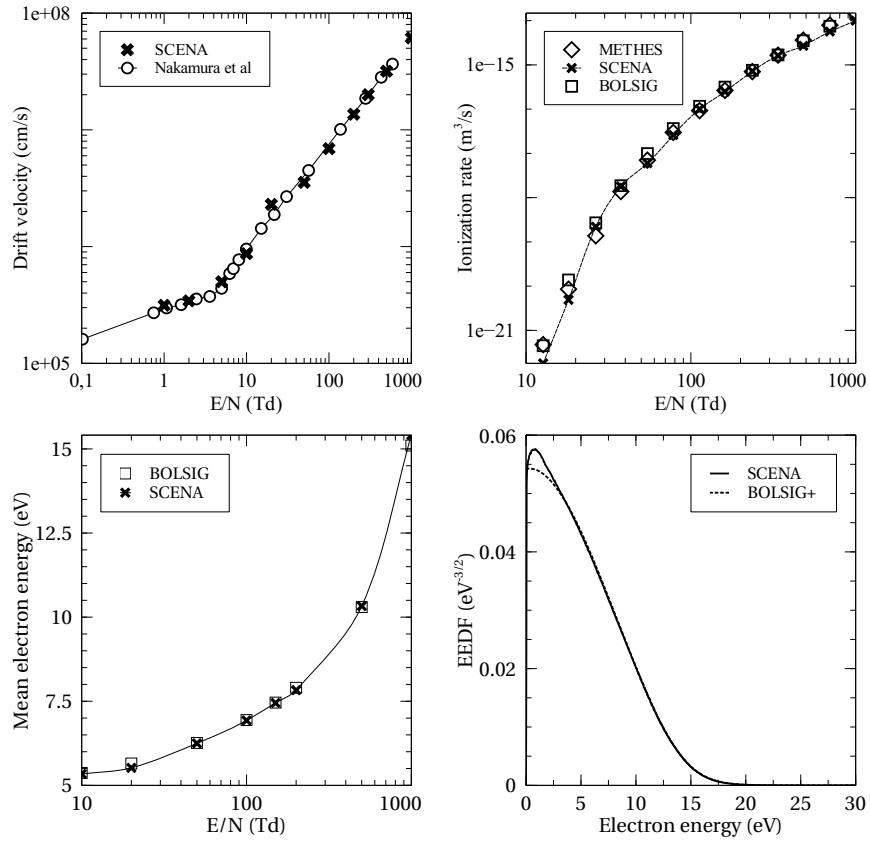 1e+08
SCENA
Nakamura et al
Drift velocity (cm/s)
1e+05
0,1
1
10
100
1000
E/N (Td)
METHES
SCENA
BOLSIG
1e-15
Ionization rate (m³/s)
1e-21
10
100
1000
E/N (Td)
15
BOLSIG
SCENA
12.5
Mean electron energy (eV)
10
7.5
5
10
100
1000
E/N (Td)
0.06
SCENA
BOLSIG+
0.04
EEDF (eV^-3/2)
0.02
0
0
5
10
15
20
25
30
Electron energy (eV)